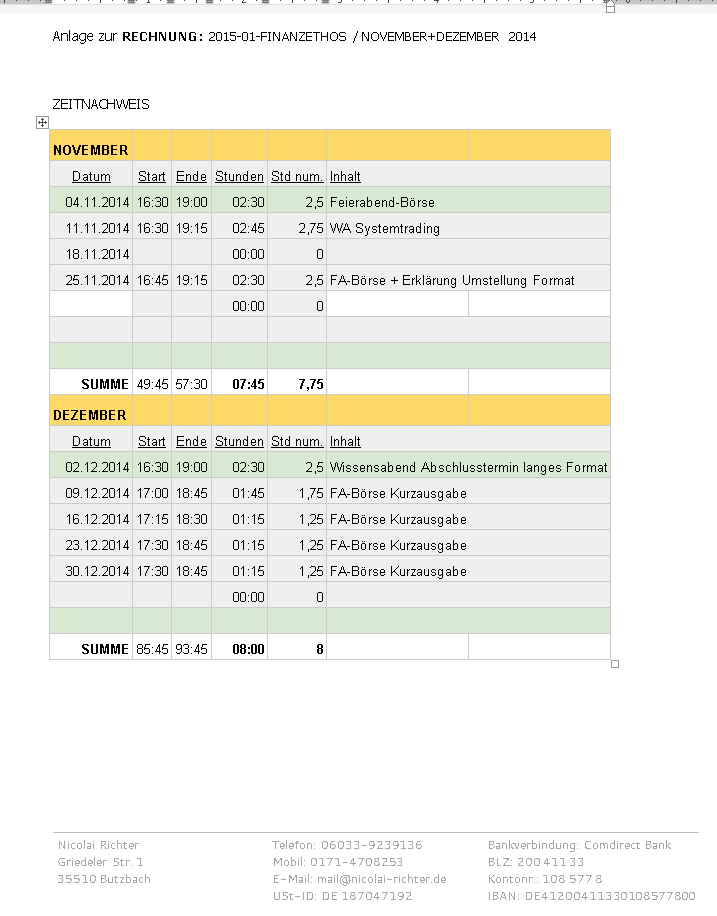 Anlage zur RECHNUNG: 2015-01-FINANZETHOS / NOVEMBER+DEZEMBER 2014
ZEITNACHWEIS
NOVEMBER
Datum Start Ende Stunden Std num. Inhalt
04.11.2014 16:30 19:00 02:30 2,5 Feierabend-Börse
11.11.2014 16:30 19:15 02:45 2,75 WA Systemtrading
18.11.2014 00:00 0
25.11.2014 16:45 19:15 02:30 2,5 FA-Börse + Erklärung Umstellung Format
00:00 0
SUMME 49:45 57:30 07:45 7,75
DEZEMBER
Datum Start Ende Stunden Std num. Inhalt
02.12.2014 16:30 19:00 02:30 2,5 Wissensabend Abschlusstermin langes Format
09.12.2014 17:00 18:45 01:45 1,75 FA-Börse Kurzausgabe
16.12.2014 17:15 18:30 01:15 1,25 FA-Börse Kurzausgabe
23.12.2014 17:30 18:45 01:15 1,25 FA-Börse Kurzausgabe
30.12.2014 17:30 18:45 01:15 1,25 FA-Börse Kurzausgabe
00:00 0
SUMME 85:45 93:45 08:00 8
Nicolai Richter Telefon: 06033-9239136 Bankverbindung: Comdirect Bank
Griedeler Str. 1 Mobil: 0171-4708253 BLZ: 200 411 33
35510 Butzbach E-Mail: mail@nicolai-richter.de Kontonr.: 108 577 8
USt-ID: DE 187047192 IBAN: DE41200411330108577800